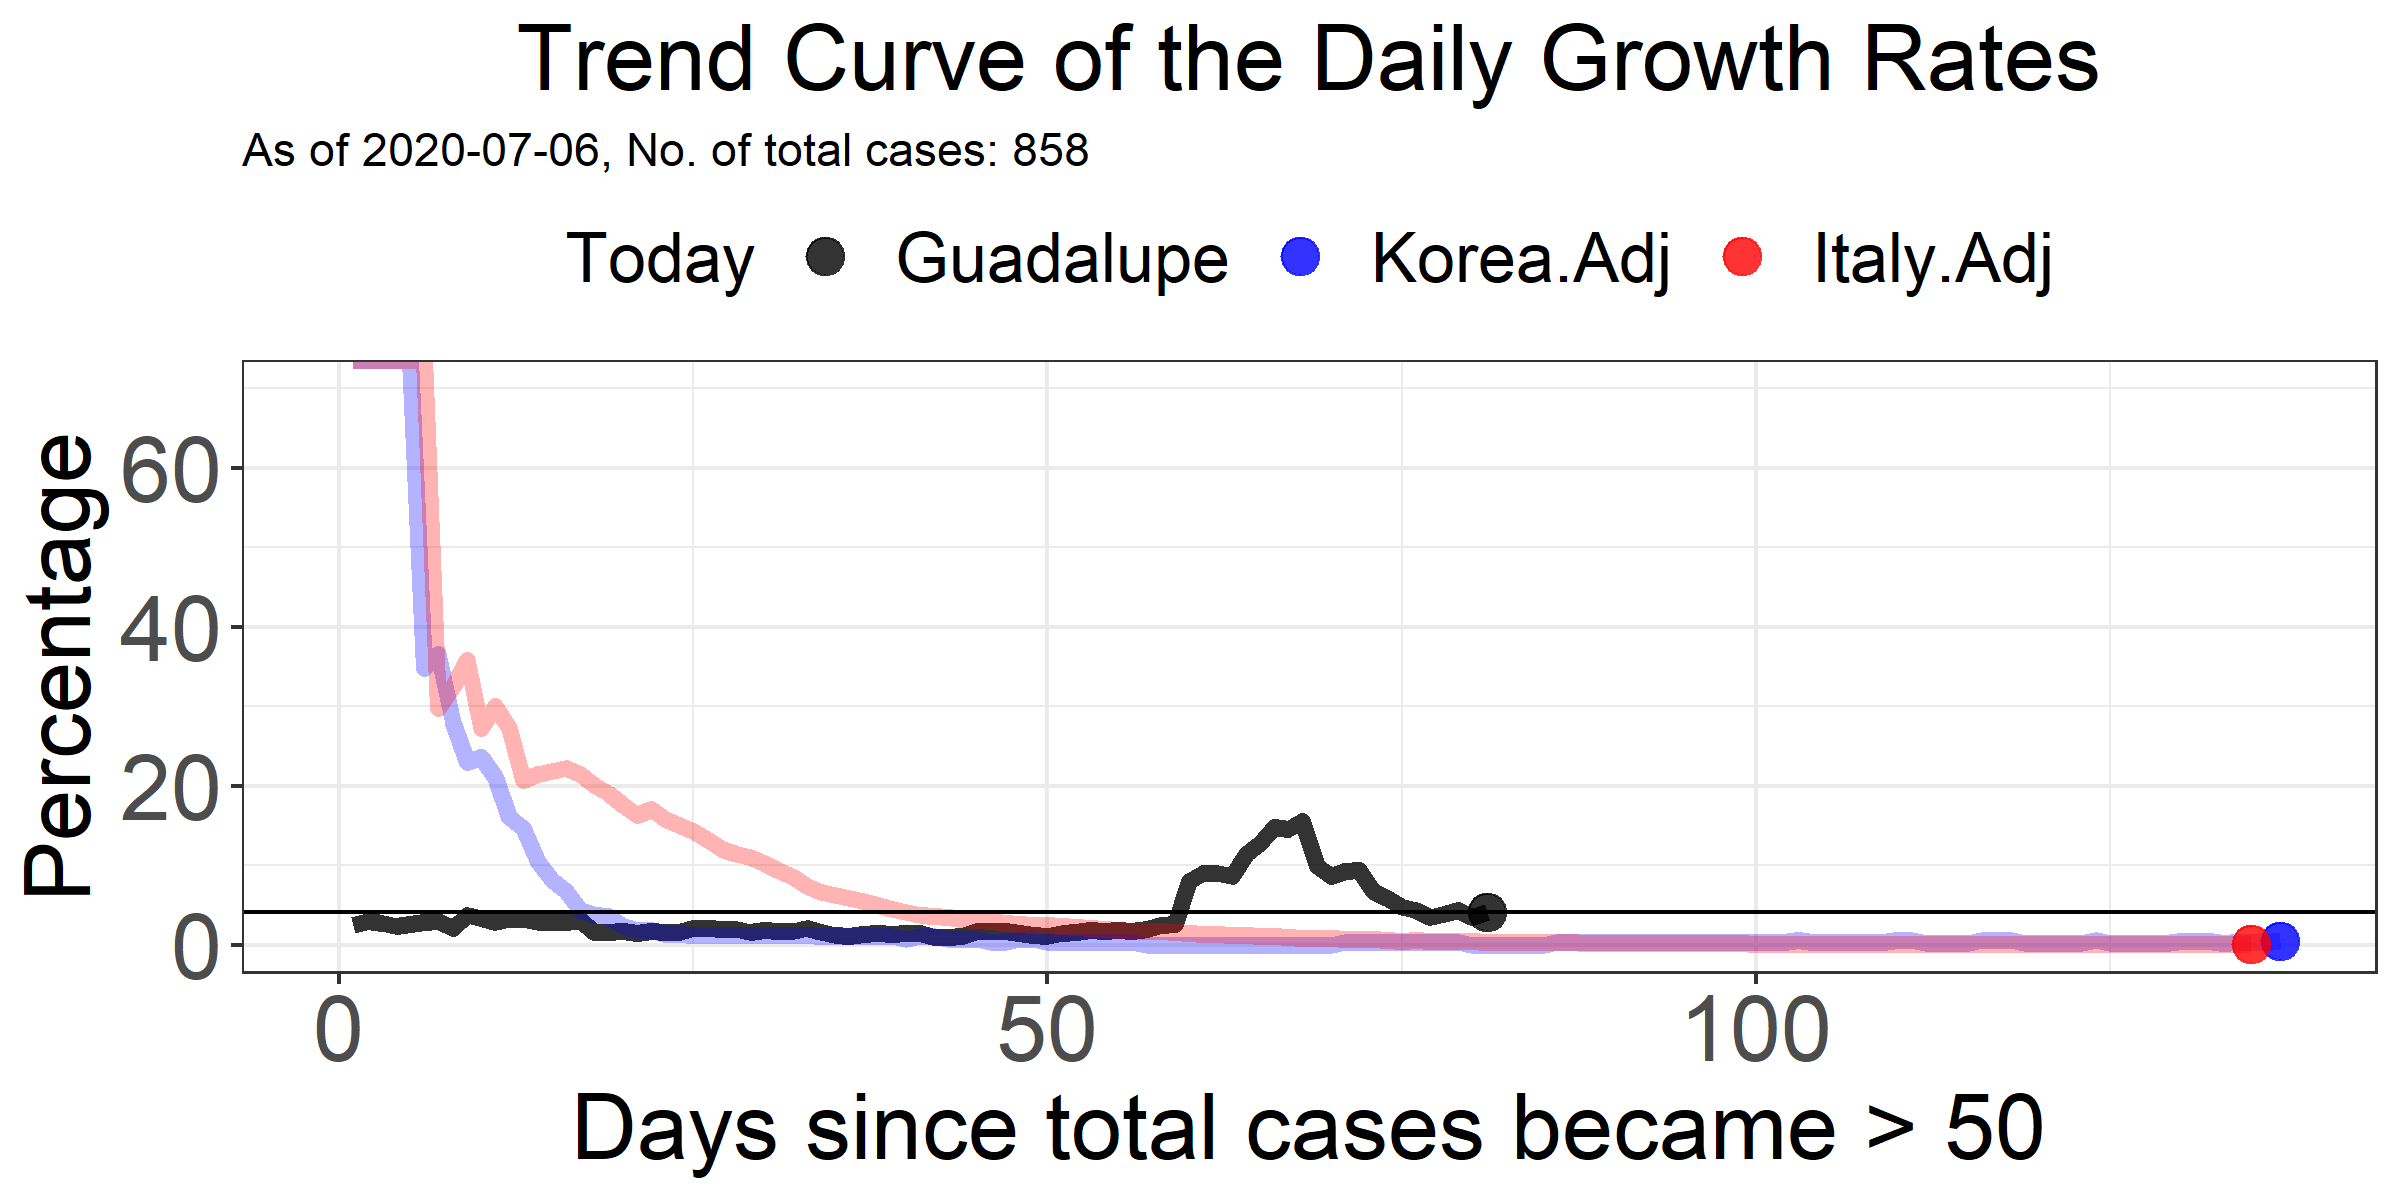 Trend Curve of the Daily Growth Rates
As of 2020-07-06, No. of total cases: 858
Today Guadalupe Korea.Adj Italy.Adj
Percentage
60
40
20
0
0 50 100
Days since total cases became > 50